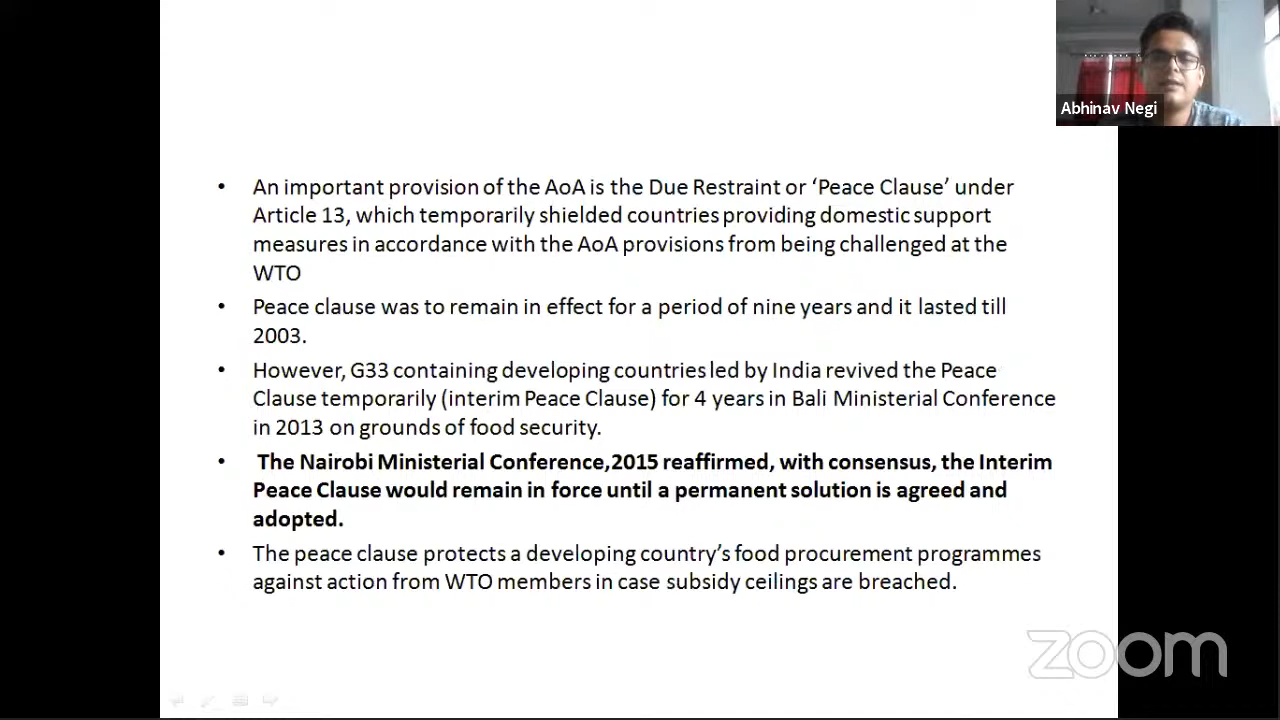 Abhinav Negi
• An important provision of the AoA is the Due Restraint or ‘Peace Clause’ under
Article 13, which temporarily shielded countries providing domestic support
measures in accordance with the AoA provisions from being challenged at the
WTO
• Peace clause was to remain in effect for a period of nine years and it lasted till
2003.
• However, G33 containing developing countries led by India revived the Peace
Clause temporarily (interim Peace Clause) for 4 years in Bali Ministerial Conference
in 2013 on grounds of food security.
• The Nairobi Ministerial Conference,2015 reaffirmed, with consensus, the Interim
Peace Clause would remain in force until a permanent solution is agreed and
adopted.
• The peace clause protects a developing country’s food procurement programmes
against action from WTO members in case subsidy ceilings are breached.
zoom